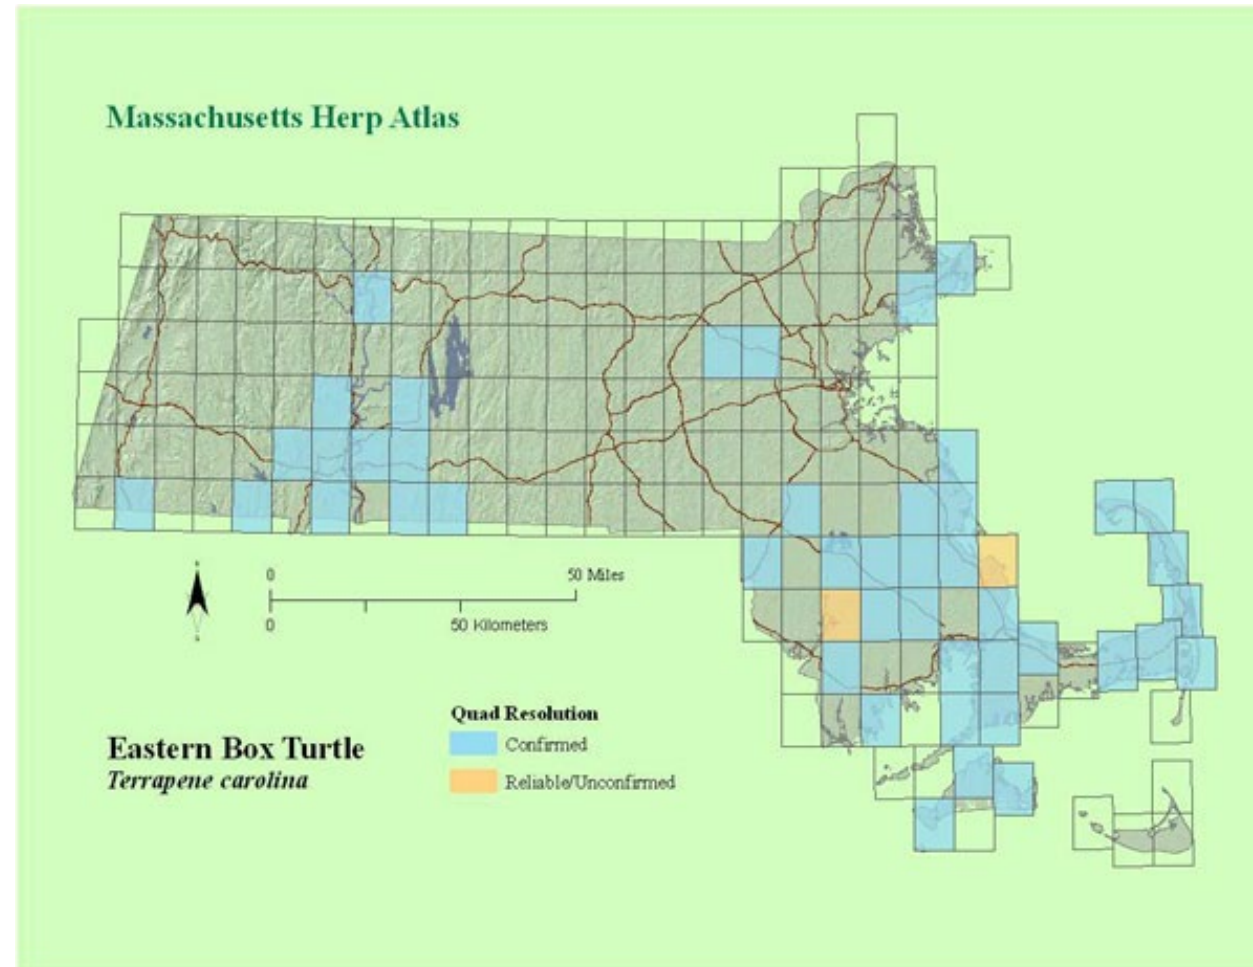 Massachusetts Herp Atlas
N
0 50 Miles
0 50 Kilometers
S
Quad Resolution
Confirmed
Reliable/Unconfirmed
Eastern Box Turtle
Terrapene carolina